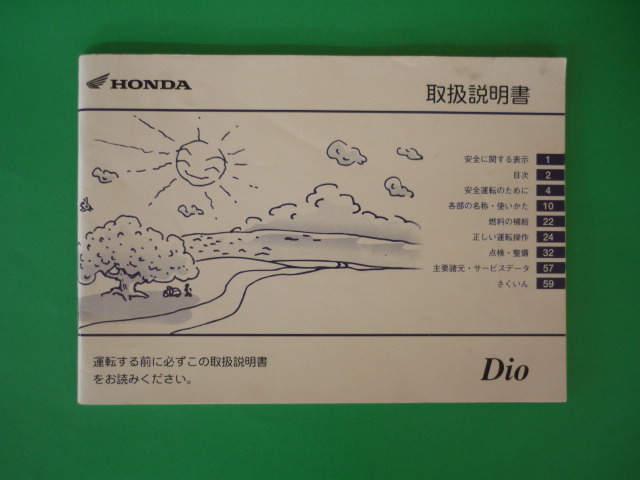 HONDA
取扱説明書
安全に関する表示 1
目次 2
安全運転のために 4
各部の名称・使いかた 10
燃料の補給 22
正しい運転操作 24
点検・整備 32
主要諸元・サービスデータ 57
さくいん 59
運転する前に必ずこの取扱説明書
をお読みください。
Dio